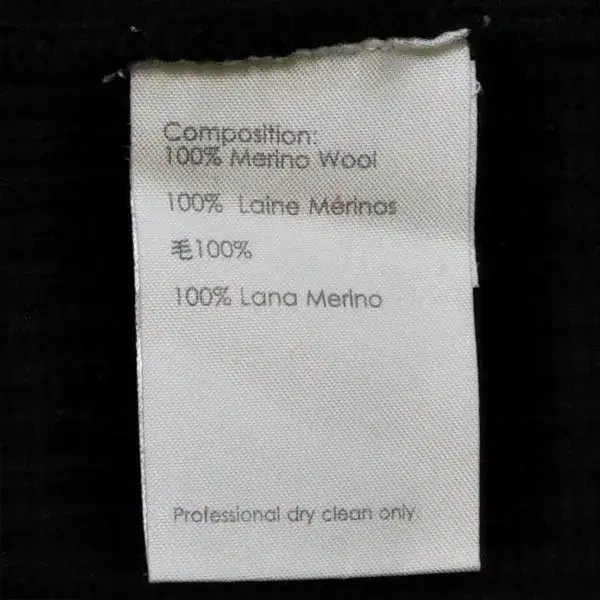 Composition:
100% Merino Wool
100% Laine Mérinos
毛100%
100% Lana Merino
Professional dry clean only